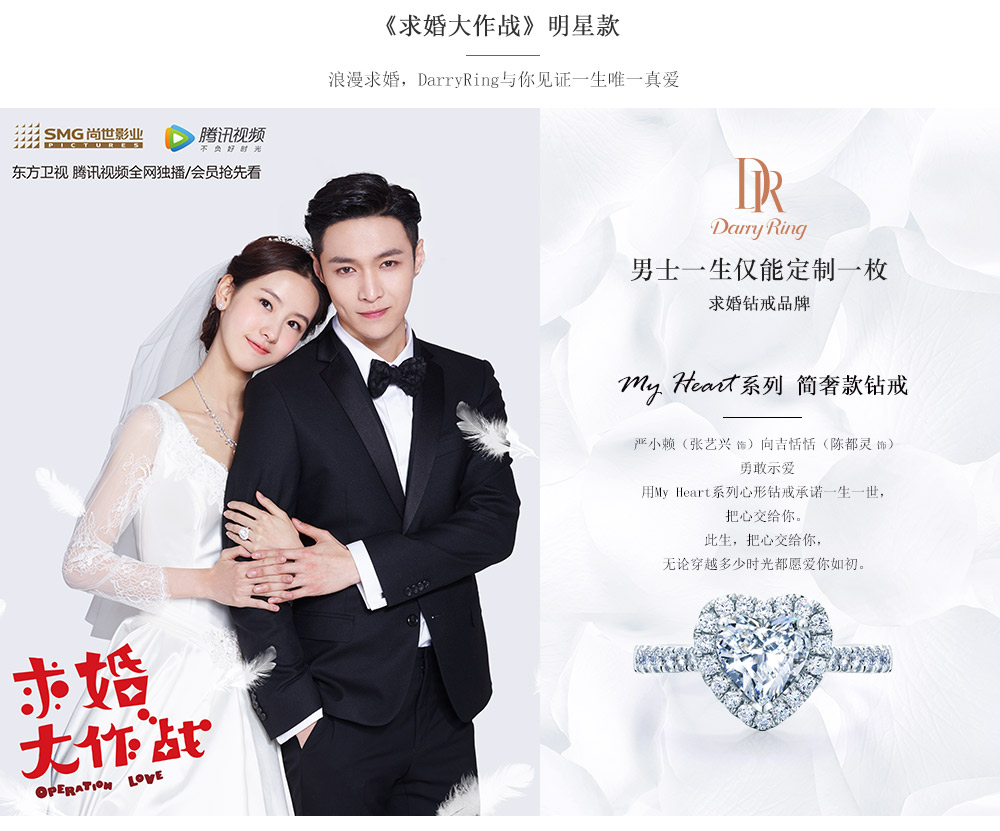 《求婚大作战》明星款
浪漫求婚，DarryRing与你见证一生唯一真爱
SMG 尚世影业
PICTURES
腾讯视频
不负好时光
东方卫视 腾讯视频全网独播/会员抢先看
求婚
大作战
OPERATION LOVE
DR
Darry Ring
男士一生仅能定制一枚
求婚钻戒品牌
My Heart系列 简奢款钻戒
严小赖（张艺兴 饰）向吉恬恬（陈都灵 饰）
勇敢示爱
用My Heart系列心形钻戒承诺一生一世，
把心交给你。
此生，把心交给你，
无论穿越多少时光都愿爱你如初。